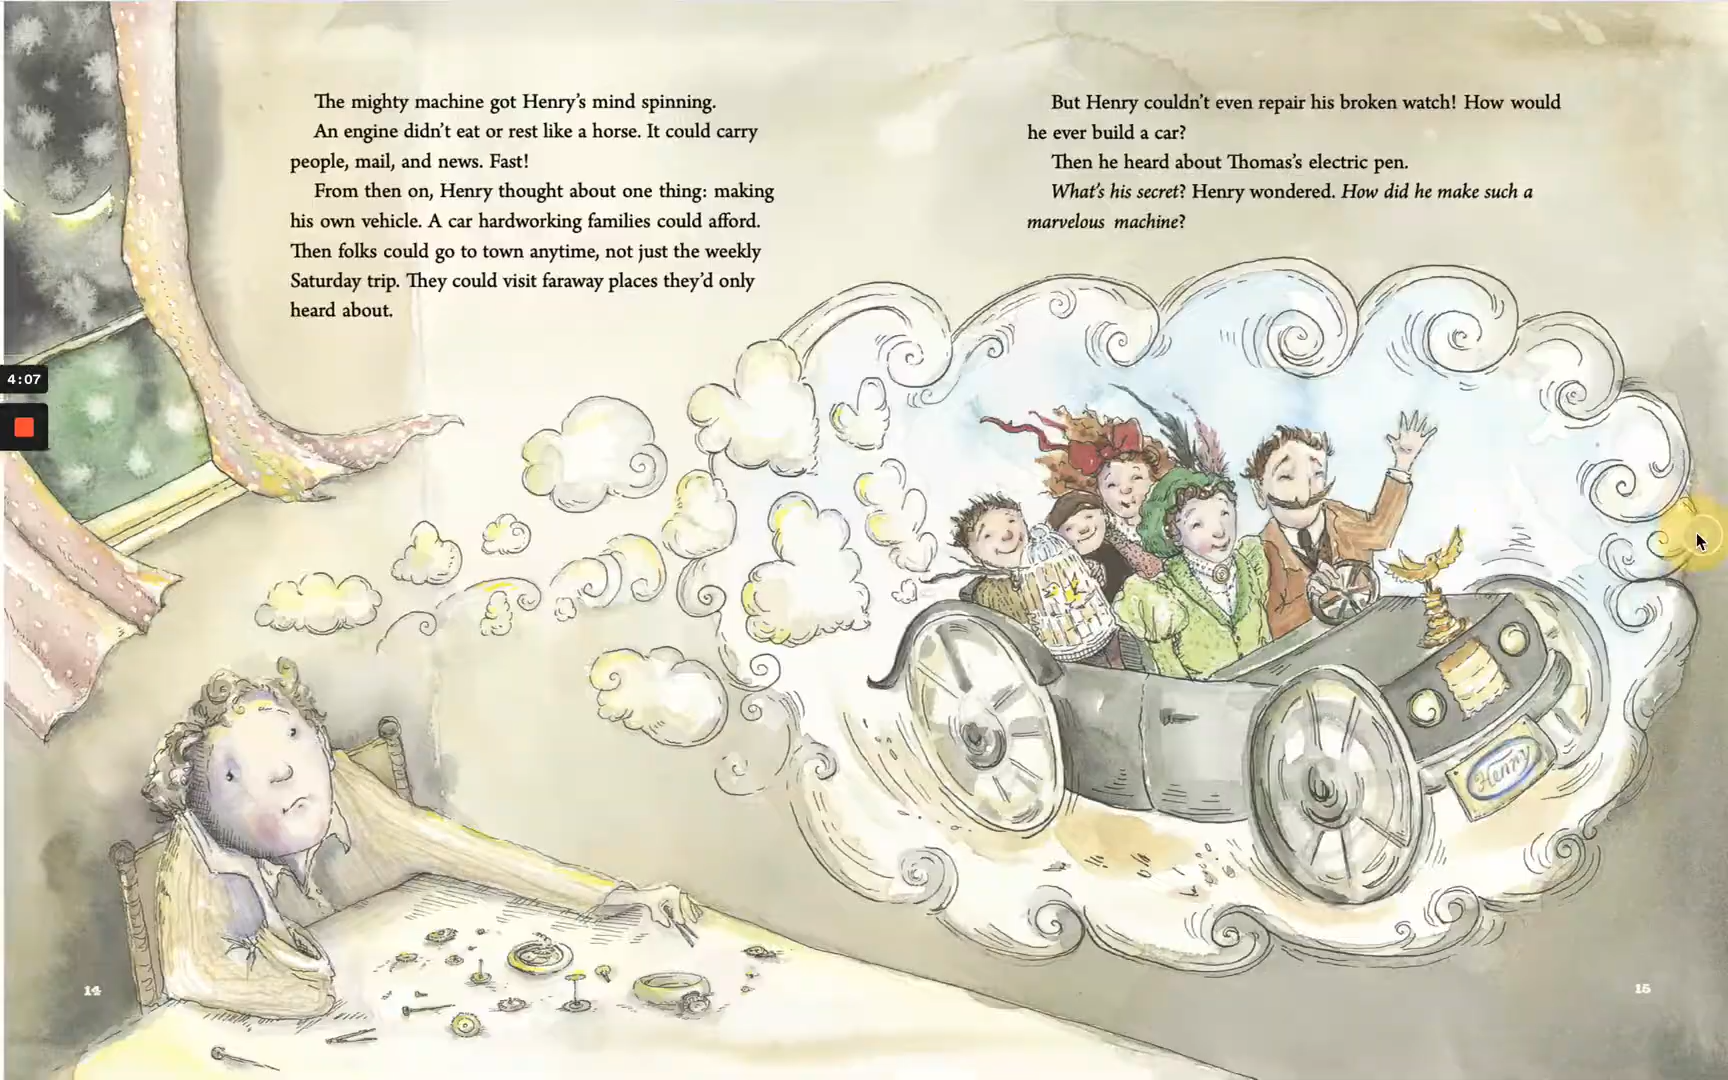 The mighty machine got Henry's mind spinning.
An engine didn't eat or rest like a horse. It could carry
people, mail, and news. Fast!
From then on, Henry thought about one thing: making
his own vehicle. A car hardworking families could afford.
Then folks could go to town anytime, not just the weekly
Saturday trip. They could visit faraway places they'd only
heard about.
But Henry couldn't even repair his broken watch! How would
he ever build a car?
Then he heard about Thomas's electric pen.
What's his secret? Henry wondered. How did he make such a
marvelous machine?
4:07
Henry
14
15